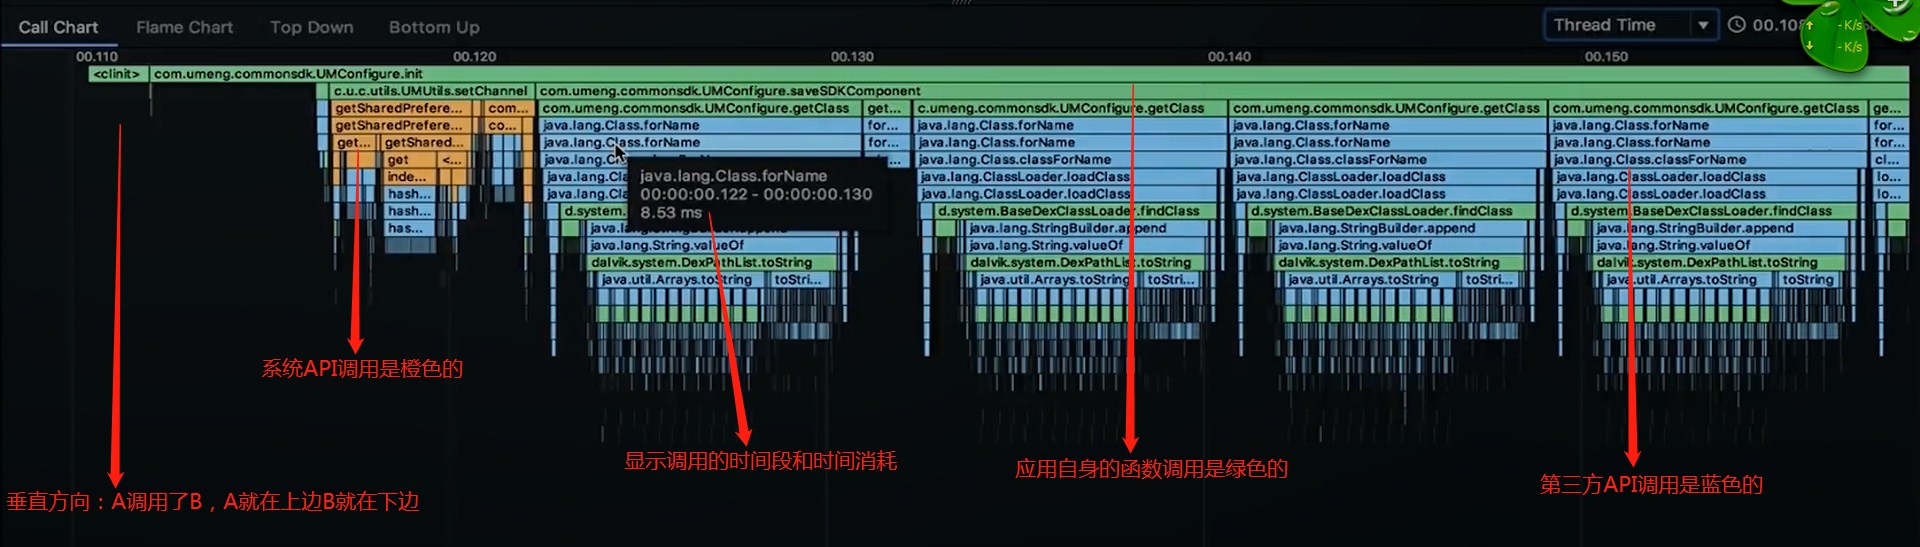 Call Chart Flame Chart Top Down Bottom Up Thread Time
- K/s
- K/s
00.110 00.120 00.130 00.140 00.150
<clinit> com.umeng.commonsdk.UMConfigure.init
c.u.c.utils.UMUtils.setChannel com.umeng.commonsdk.UMConfigure.saveSDKComponent
getSharedPrefere... com... com.umeng.commonsdk.UMConfigure.getClass get... com.umeng.commonsdk.UMConfigure.getClass com.umeng.commonsdk.UMConfigure.getClass com.umeng.commonsdk.UMConfigure.getClass ge...
getSharedPrefere... co... java.lang.Class.forName for... java.lang.Class.forName java.lang.Class.forName java.lang.Class.forName for...
get... getShared... java.lang.Class.forName for... java.lang.Class.forName java.lang.Class.forName java.lang.Class.forName for...
get <... java.lang.Class.classForName java.lang.Class.classForName java.lang.Class.classForName cl...
inde... java.lang.ClassLoader.loadClass java.lang.ClassLoader.loadClass java.lang.ClassLoader.loadClass lo...
hash... java.lang.ClassLoader.loadClass java.lang.ClassLoader.loadClass java.lang.ClassLoader.loadClass lo...
hash... d.system. d.system.BaseDexClassLoader.findClass d.system.BaseDexClassLoader.findClass d.system.BaseDexClassLoader.findClass
has... java.lang.StringBuilder.append java.lang.StringBuilder.append java.lang.StringBuilder.append java.lang.StringBuilder.append
java.lang.String.valueOf java.lang.String.valueOf java.lang.String.valueOf java.lang.String.valueOf
dalvik.system.DexPathList.toString dalvik.system.DexPathList.toString dalvik.system.DexPathList.toString dalvik.system.DexPathList.toString
java.util.Arrays.toString toStri... java.util.Arrays.toString toStri... java.util.Arrays.toString toStri... java.util.Arrays.toString toString
java.lang.Class.forName
00:00:00.122 - 00:00:00.130
8.53 ms
系统API调用是橙色的
显示调用的时间段和时间消耗
应用自身的函数调用是绿色的
第三方API调用是蓝色的
垂直方向：A调用了B，A就在上边B就在下边